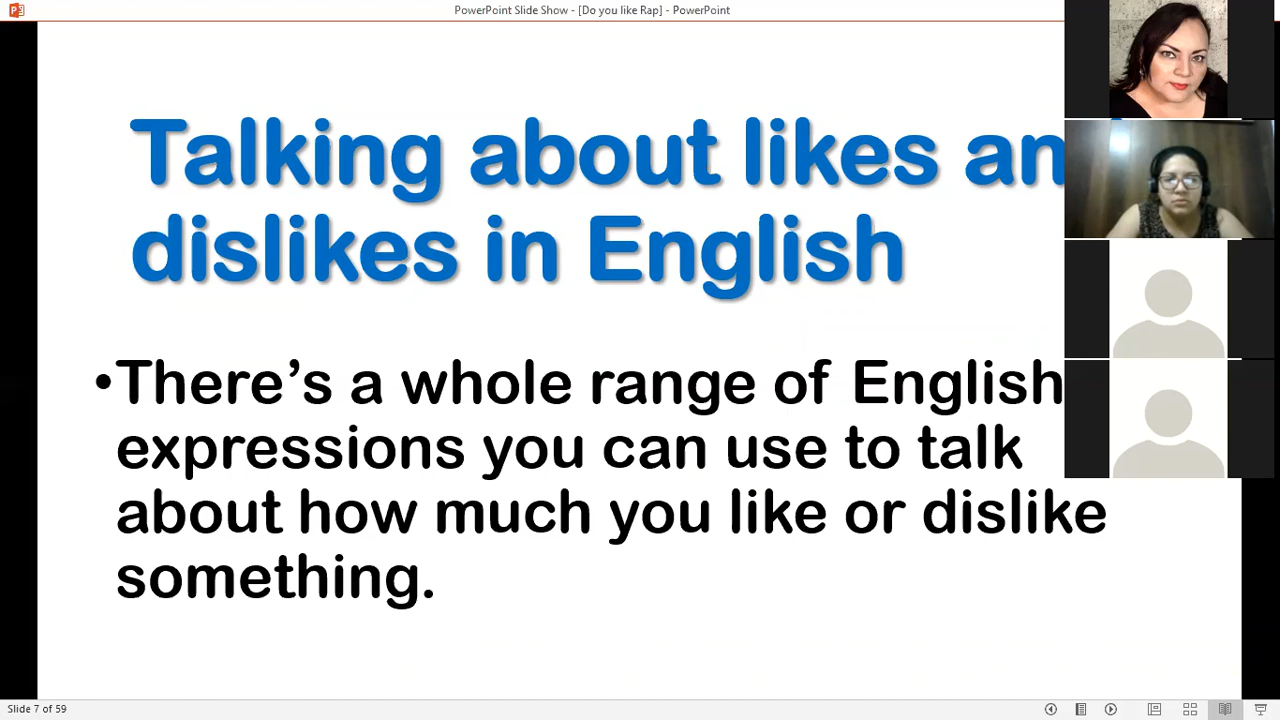 PowerPoint Slide Show - [Do you like Rap] - PowerPoint
Talking about likes an
dislikes in English
•There’s a whole range of English
expressions you can use to talk
about how much you like or dislike
something.
Slide 7 of 59